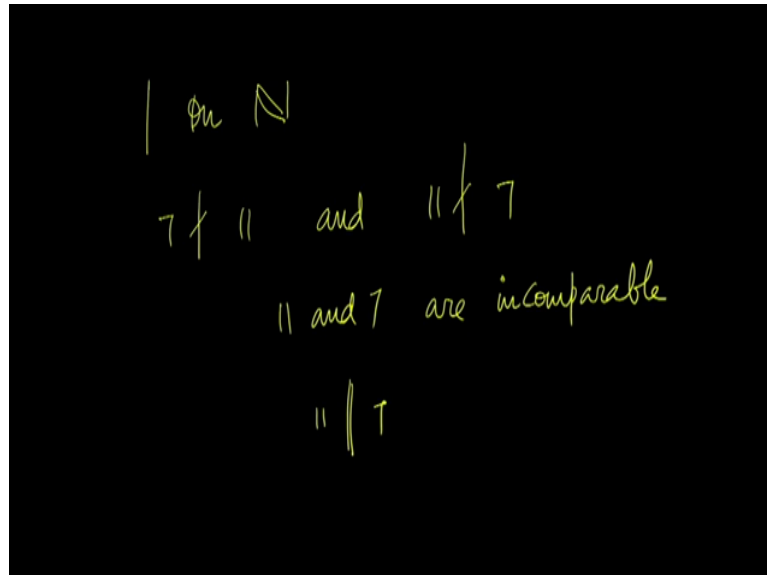 | on ℕ
7 ∤ 11 and 11 ∤ 7
11 and 7 are incomparable
11 ‖ 7